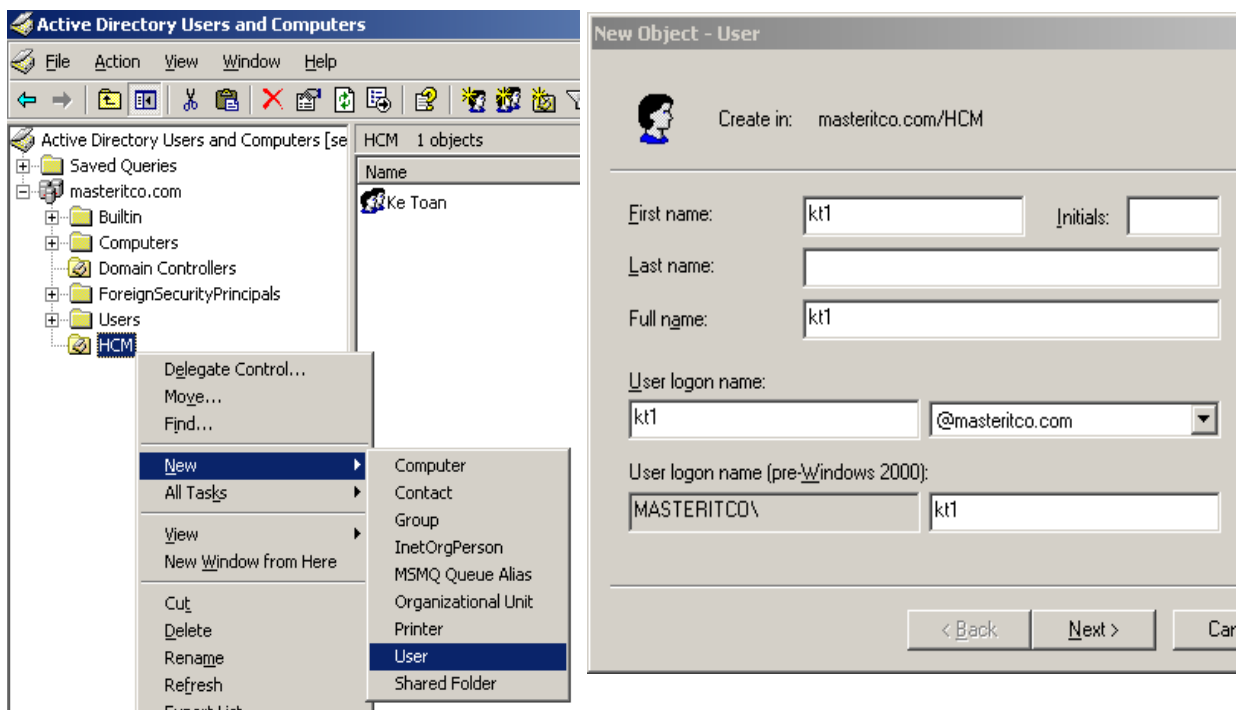 Active Directory Users and Computers
File Action View Window Help
Active Directory Users and Computers [se
Saved Queries
masteritco.com
Builtin
Computers
Domain Controllers
ForeignSecurityPrincipals
Users
HCM
HCM 1 objects
Name
Ke Toan
Delegate Control...
Move...
Find...
New
All Tasks
View
New Window from Here
Cut
Delete
Rename
Refresh
Export List
Computer
Contact
Group
InetOrgPerson
MSMQ Queue Alias
Organizational Unit
Printer
User
Shared Folder
New Object - User
Create in: masteritco.com/HCM
First name: kt1 Initials:
Last name:
Full name: kt1
User logon name:
kt1 @masteritco.com
User logon name (pre-Windows 2000):
MASTERITCO\ kt1
< Back Next > Car